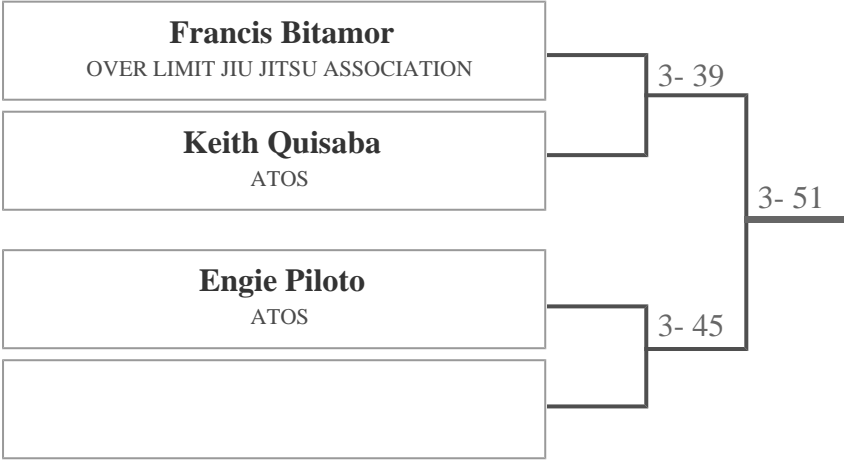 Francis Bitamor
OVER LIMIT JIU JITSU ASSOCIATION
3- 39
Keith Quisaba
ATOS
3- 51
Engie Piloto
ATOS
3- 45